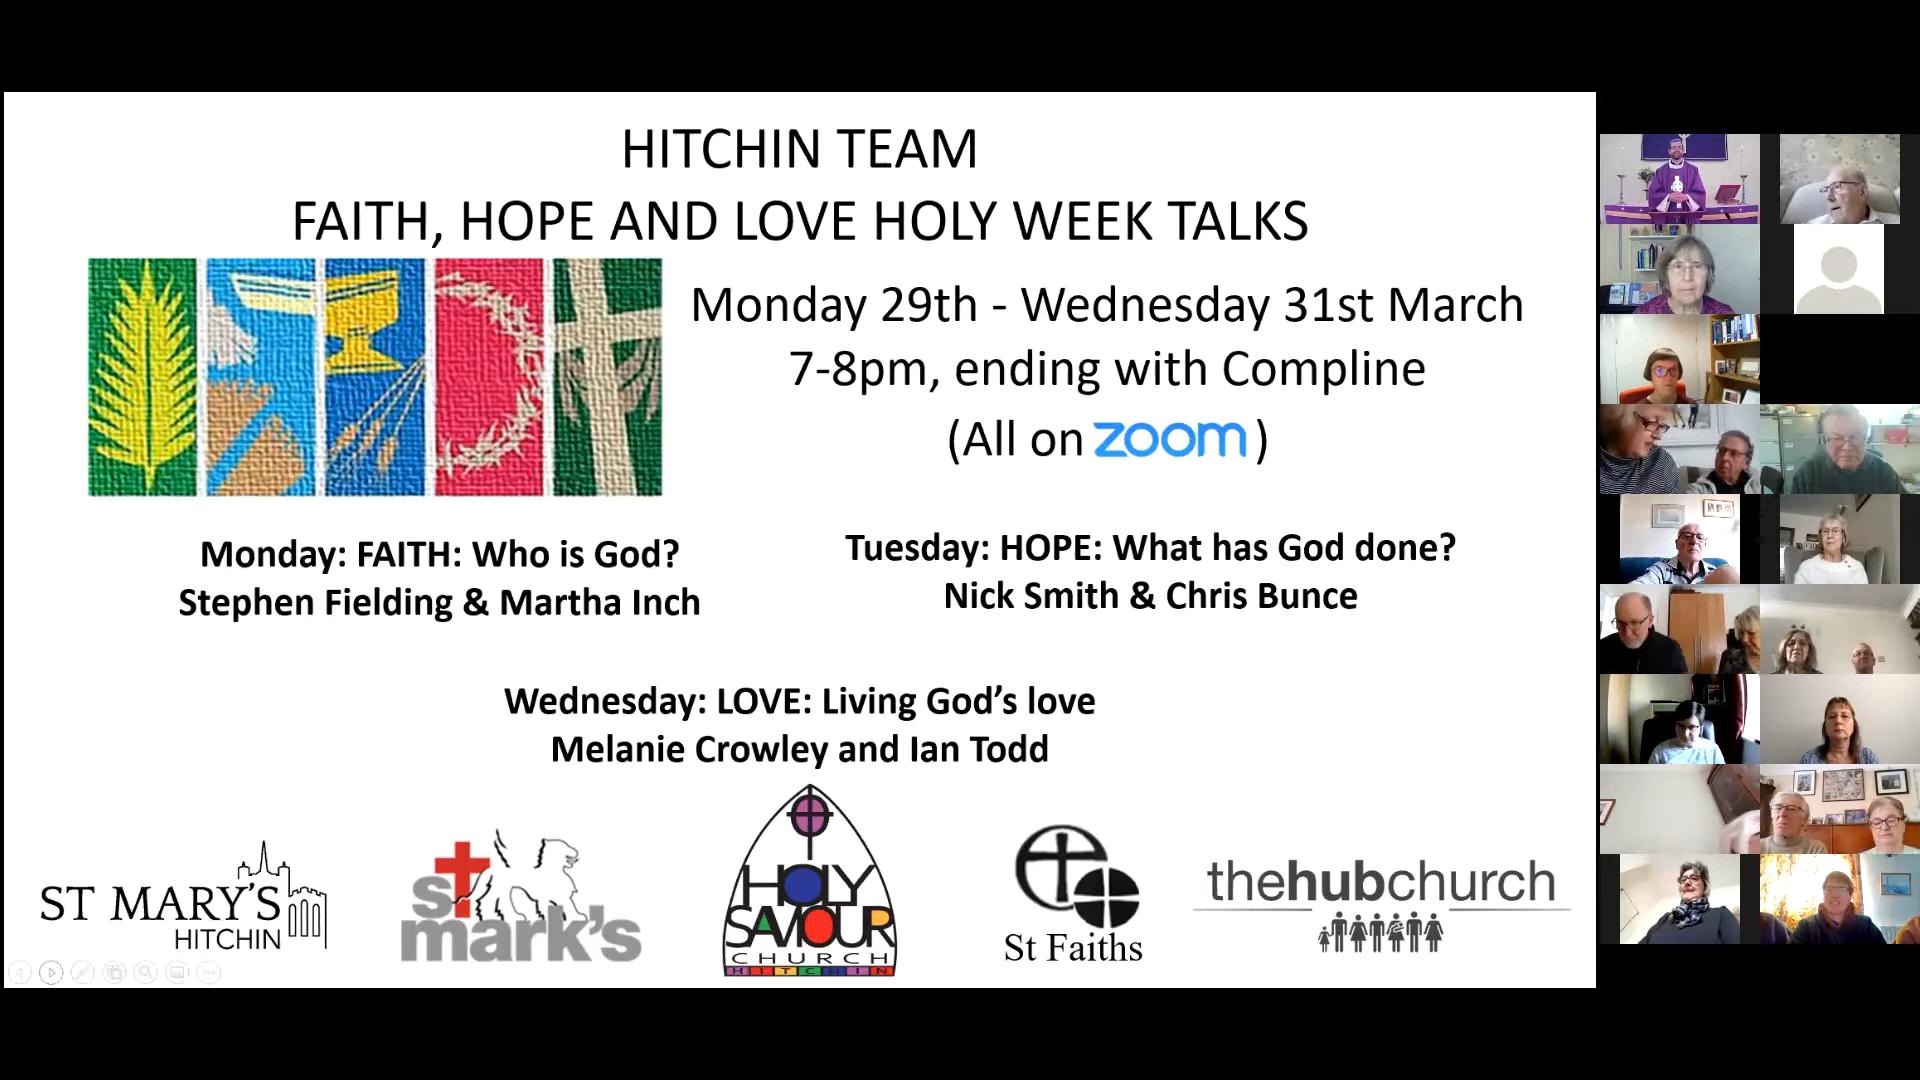 HITCHIN TEAM
FAITH, HOPE AND LOVE HOLY WEEK TALKS
Monday 29th - Wednesday 31st March
7-8pm, ending with Compline
(All on zoom)
Monday: FAITH: Who is God?
Stephen Fielding & Martha Inch
Tuesday: HOPE: What has God done?
Nick Smith & Chris Bunce
Wednesday: LOVE: Living God's love
Melanie Crowley and Ian Todd
ST MARY'S
HITCHIN
st
mark's
HOLY
SAVIOUR
CHURCH
HITCHIN
St Faiths
thehubchurch